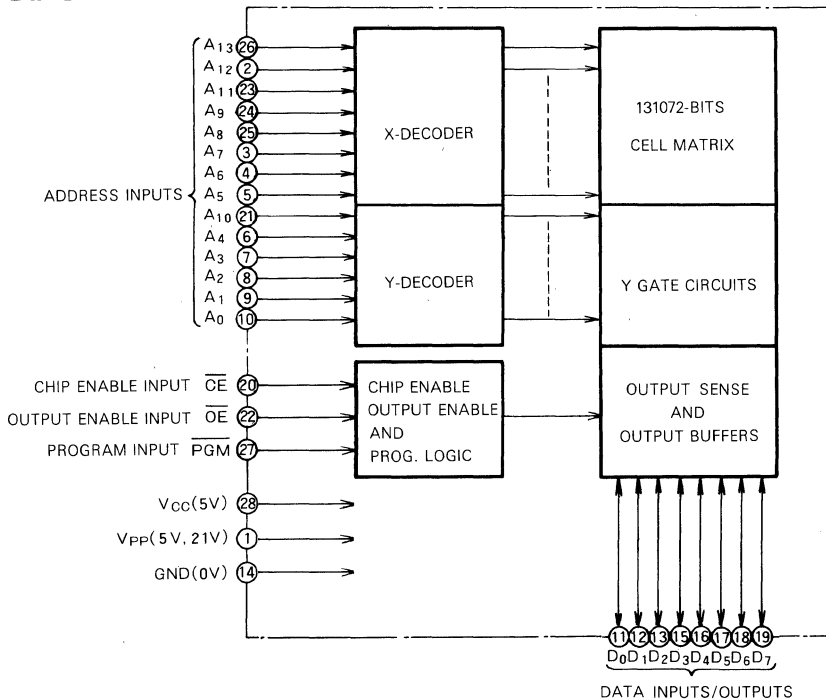 A13 26
A12 2
A11 23
A9 24
A8 25
A7 3
A6 4
A5 5
A10 21
A4 6
A3 7
A2 8
A1 9
A0 10
ADDRESS INPUTS
X-DECODER
Y-DECODER
131072-BITS
CELL MATRIX
Y GATE CIRCUITS
OUTPUT SENSE
AND
OUTPUT BUFFERS
CHIP ENABLE INPUT C̅E̅ 20
OUTPUT ENABLE INPUT O̅E̅ 22
PROGRAM INPUT P̅G̅M̅ 27
CHIP ENABLE
OUTPUT ENABLE
AND
PROG. LOGIC
VCC(5V) 28
VPP(5V, 21V) 1
GND(0V) 14
11 12 13 15 16 17 18 19
D0 D1 D2 D3 D4 D5 D6 D7
DATA INPUTS/OUTPUTS